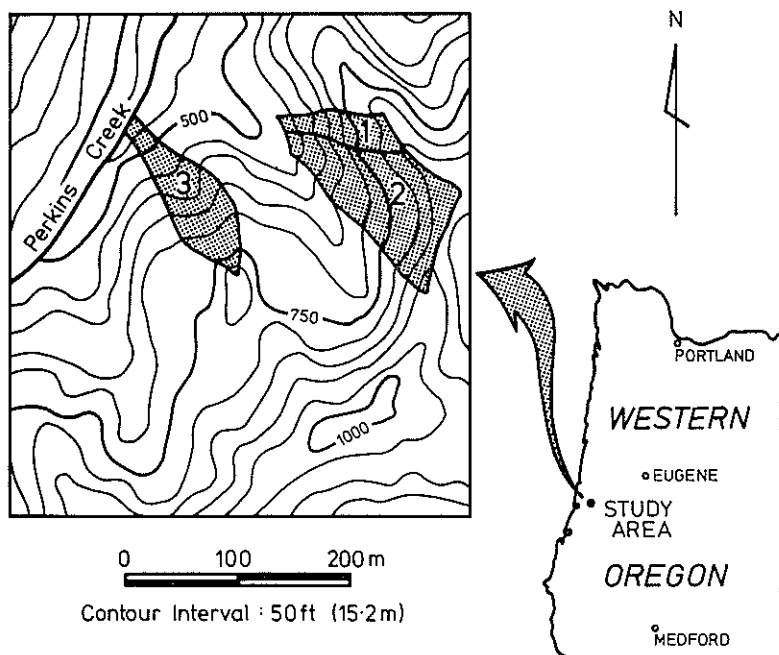 N
500
1
Perkins Creek
3
2
750
1000
PORTLAND
WESTERN
EUGENE
STUDY
AREA
OREGON
MEDFORD
0 100 200 m
Contour Interval : 50 ft (15·2 m)